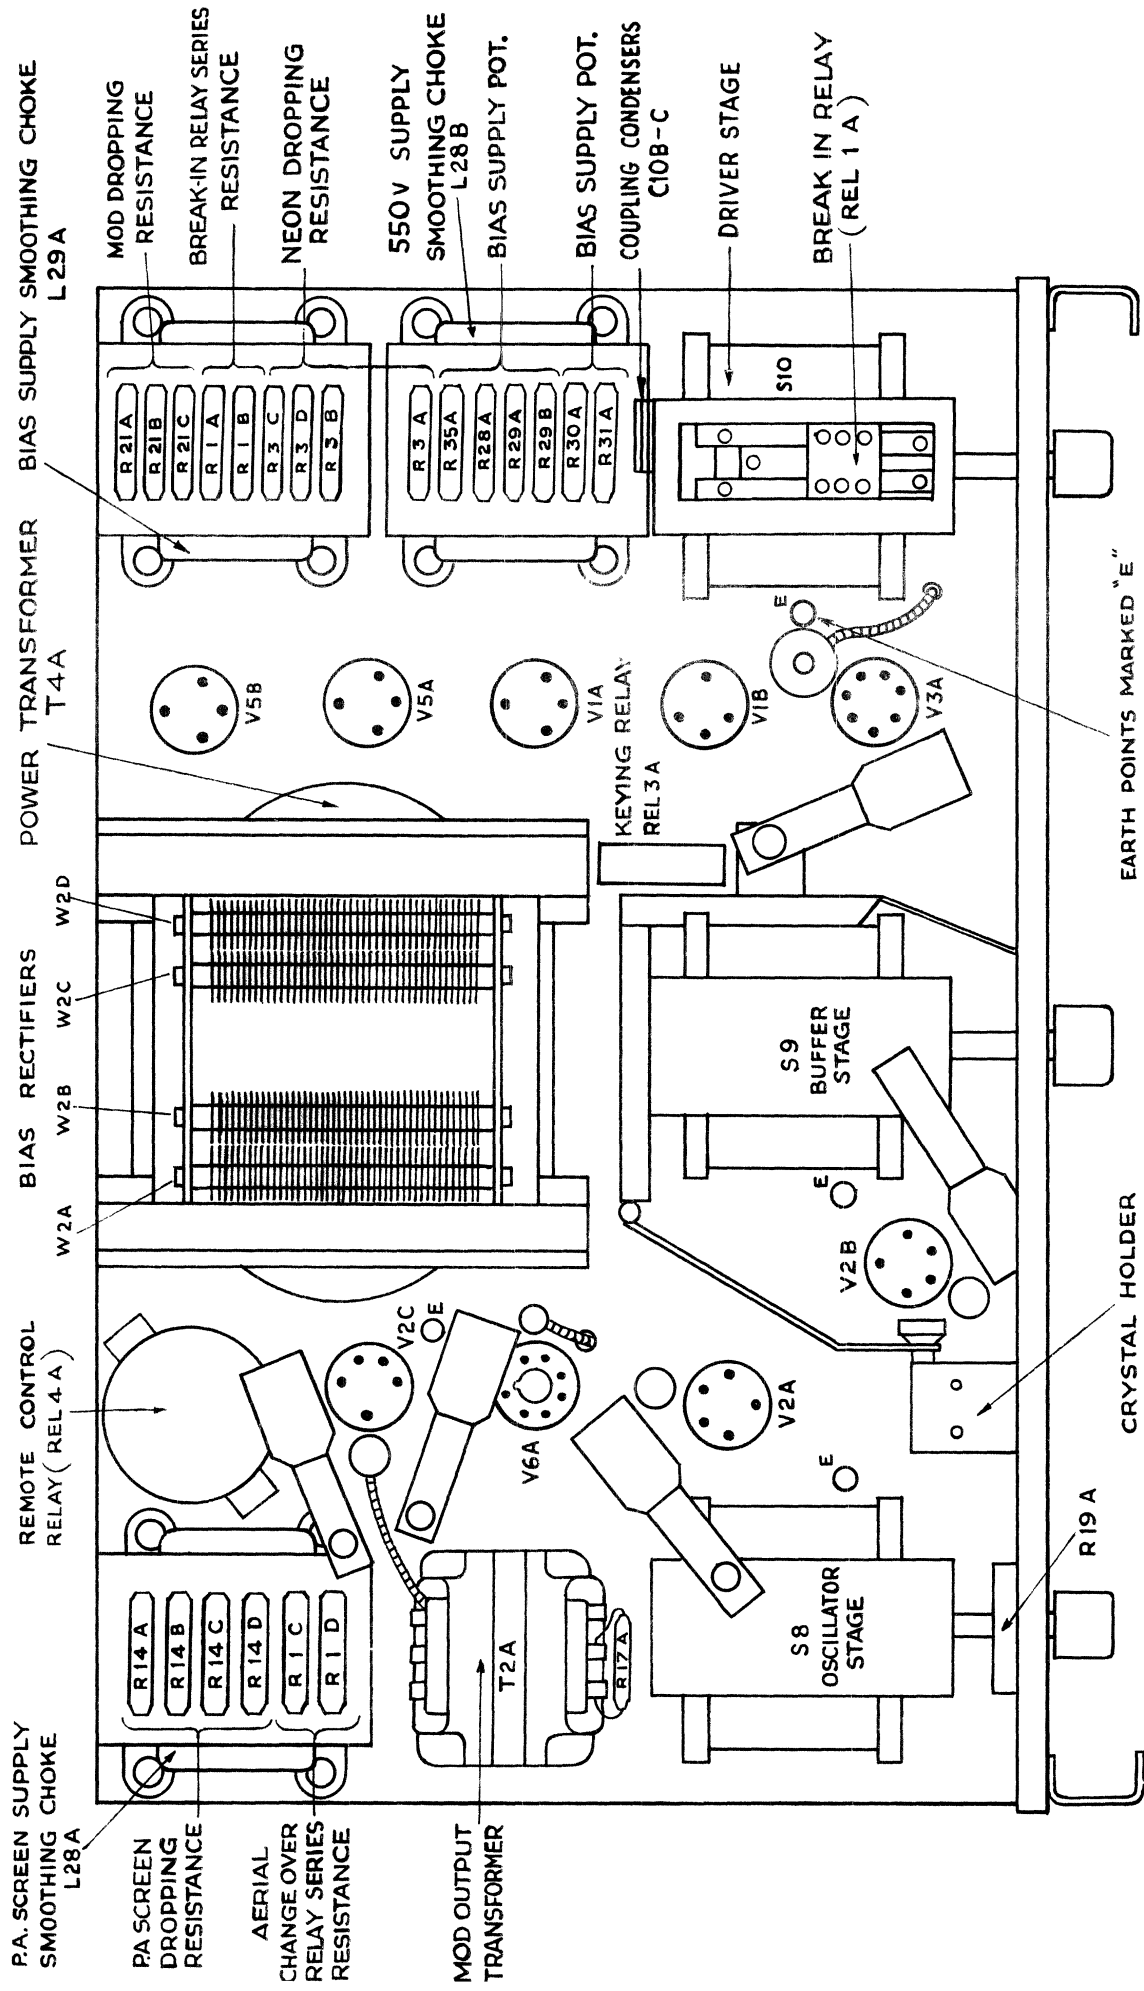 P.A. SCREEN SUPPLY
SMOOTHING CHOKE
L28A
P.A SCREEN
DROPPING
RESISTANCE
AERIAL
CHANGE OVER
RELAY SERIES
RESISTANCE
MOD OUTPUT
TRANSFORMER
REMOTE CONTROL
RELAY (REL 4 A)
BIAS RECTIFIERS
W2A
W2B
W2C
W2D
POWER TRANSFORMER
T4A
BIAS SUPPLY SMOOTHING CHOKE
L29A
MOD DROPPING
RESISTANCE
BREAK-IN RELAY SERIES
RESISTANCE
NEON DROPPING
RESISTANCE
550V SUPPLY
SMOOTHING CHOKE
L28B
BIAS SUPPLY POT.
BIAS SUPPLY POT.
COUPLING CONDENSERS
C10B-C
DRIVER STAGE
BREAK IN RELAY
(REL 1 A)
R14A
R14B
R14C
R14D
R1C
R1D
T2A
R17A
S8
OSCILLATOR
STAGE
V2C
E
V6A
V2A
E
V2B
E
S9
BUFFER
STAGE
KEYING RELAY
REL 3A
V5B
V5A
V1A
V1B
V3A
E
R21A
R21B
R21C
R1A
R1B
R3C
R3D
R3B
R3A
R35A
R28A
R29A
R29B
R30A
R31A
S10
R19A
CRYSTAL HOLDER
EARTH POINTS MARKED "E"